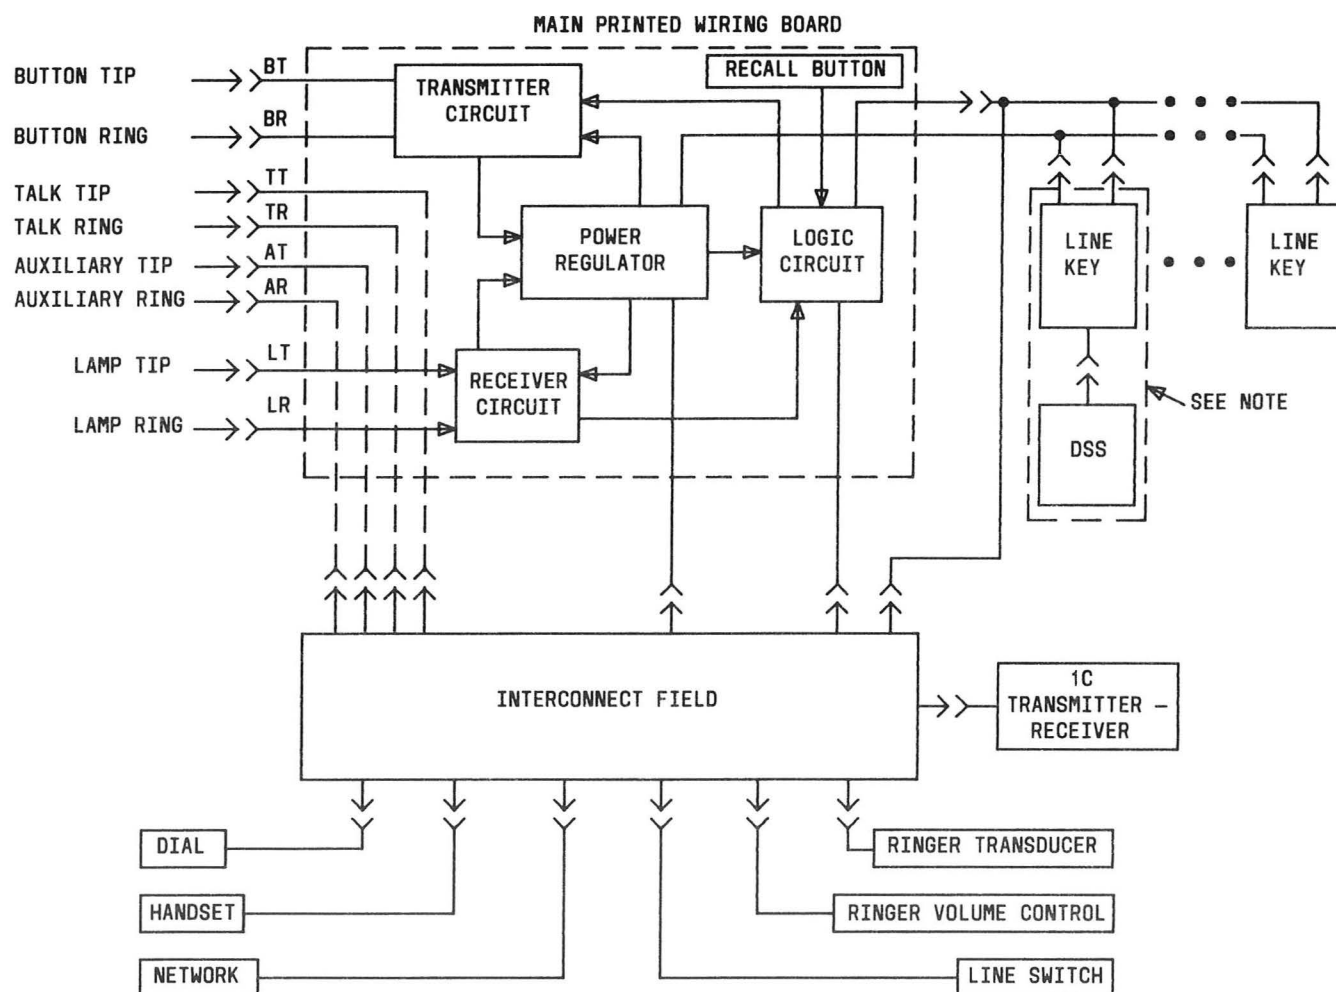 MAIN PRINTED WIRING BOARD
BUTTON TIP
BT
TRANSMITTER
CIRCUIT
RECALL BUTTON
BUTTON RING
BR
TALK TIP
TT
TALK RING
TR
AUXILIARY TIP
AT
AUXILIARY RING
AR
POWER
REGULATOR
LOGIC
CIRCUIT
LINE
KEY
LINE
KEY
LAMP TIP
LT
RECEIVER
CIRCUIT
LAMP RING
LR
SEE NOTE
DSS
INTERCONNECT FIELD
1C
TRANSMITTER –
RECEIVER
DIAL
RINGER TRANSDUCER
HANDSET
RINGER VOLUME CONTROL
NETWORK
LINE SWITCH